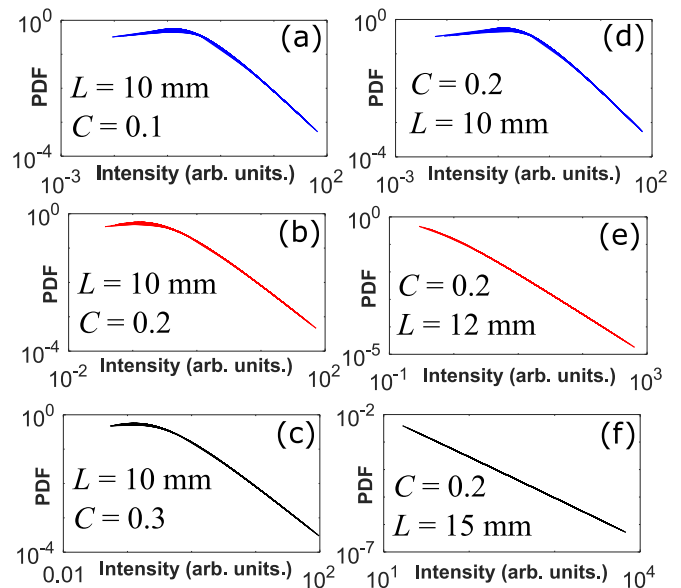 10^0
(a)
PDF
L = 10 mm
C = 0.1
10^-4
10^-3
Intensity (arb. units.)
10^2
10^0
(d)
PDF
C = 0.2
L = 10 mm
10^-4
10^-3
Intensity (arb. units.)
10^2
10^0
(b)
PDF
L = 10 mm
C = 0.2
10^-4
10^-2
Intensity (arb. units.)
10^2
10^0
(e)
PDF
C = 0.2
L = 12 mm
10^-5
10^-1
Intensity (arb. units.)
10^3
10^0
(c)
PDF
L = 10 mm
C = 0.3
10^-4
0.01
Intensity (arb. units.)
10^2
10^-2
(f)
PDF
C = 0.2
L = 15 mm
10^-7
10^1
Intensity (arb. units.)
10^4